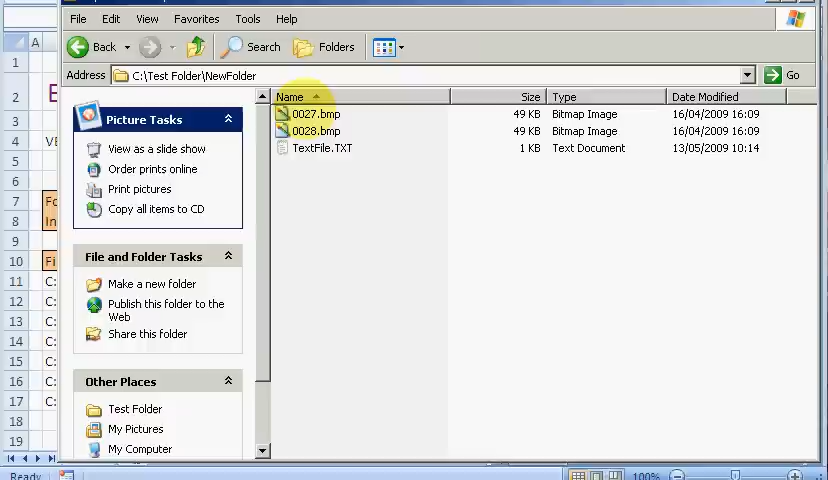 File Edit View Favorites Tools Help
Back Search Folders
Address C:\Test Folder\NewFolder Go
Name Size Type Date Modified
0027.bmp 49 KB Bitmap Image 16/04/2009 16:09
0028.bmp 49 KB Bitmap Image 16/04/2009 16:09
TextFile.TXT 1 KB Text Document 13/05/2009 10:14
Picture Tasks
View as a slide show
Order prints online
Print pictures
Copy all items to CD
File and Folder Tasks
Make a new folder
Publish this folder to the
Web
Share this folder
Other Places
Test Folder
My Pictures
My Computer
A
1
2
3
4 VE
5
6
7 Fo
8 In
9
10 Fi
11 C:
12 C:
13 C:
14 C:
15 C:
16 C:
17 C:
18
19
Ready 100%